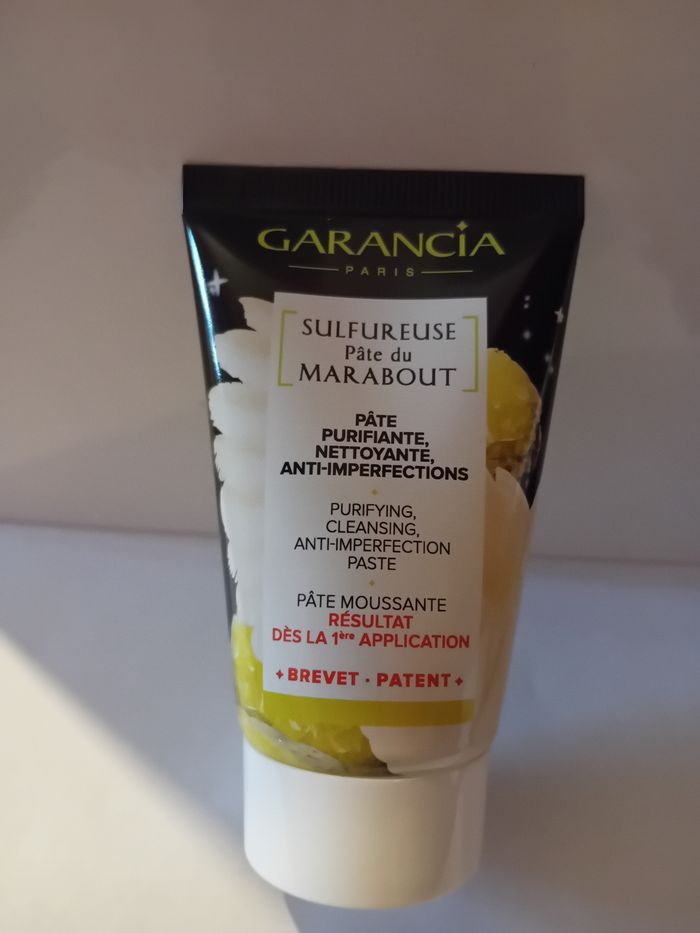 GARANCIA
PARIS
SULFUREUSE
Pâte du
MARABOUT
PÂTE
PURIFIANTE,
NETTOYANTE,
ANTI-IMPERFECTIONS
PURIFYING,
CLEANSING,
ANTI-IMPERFECTION
PASTE
PÂTE MOUSSANTE
RÉSULTAT
DÈS LA 1ère APPLICATION
BREVET · PATENT